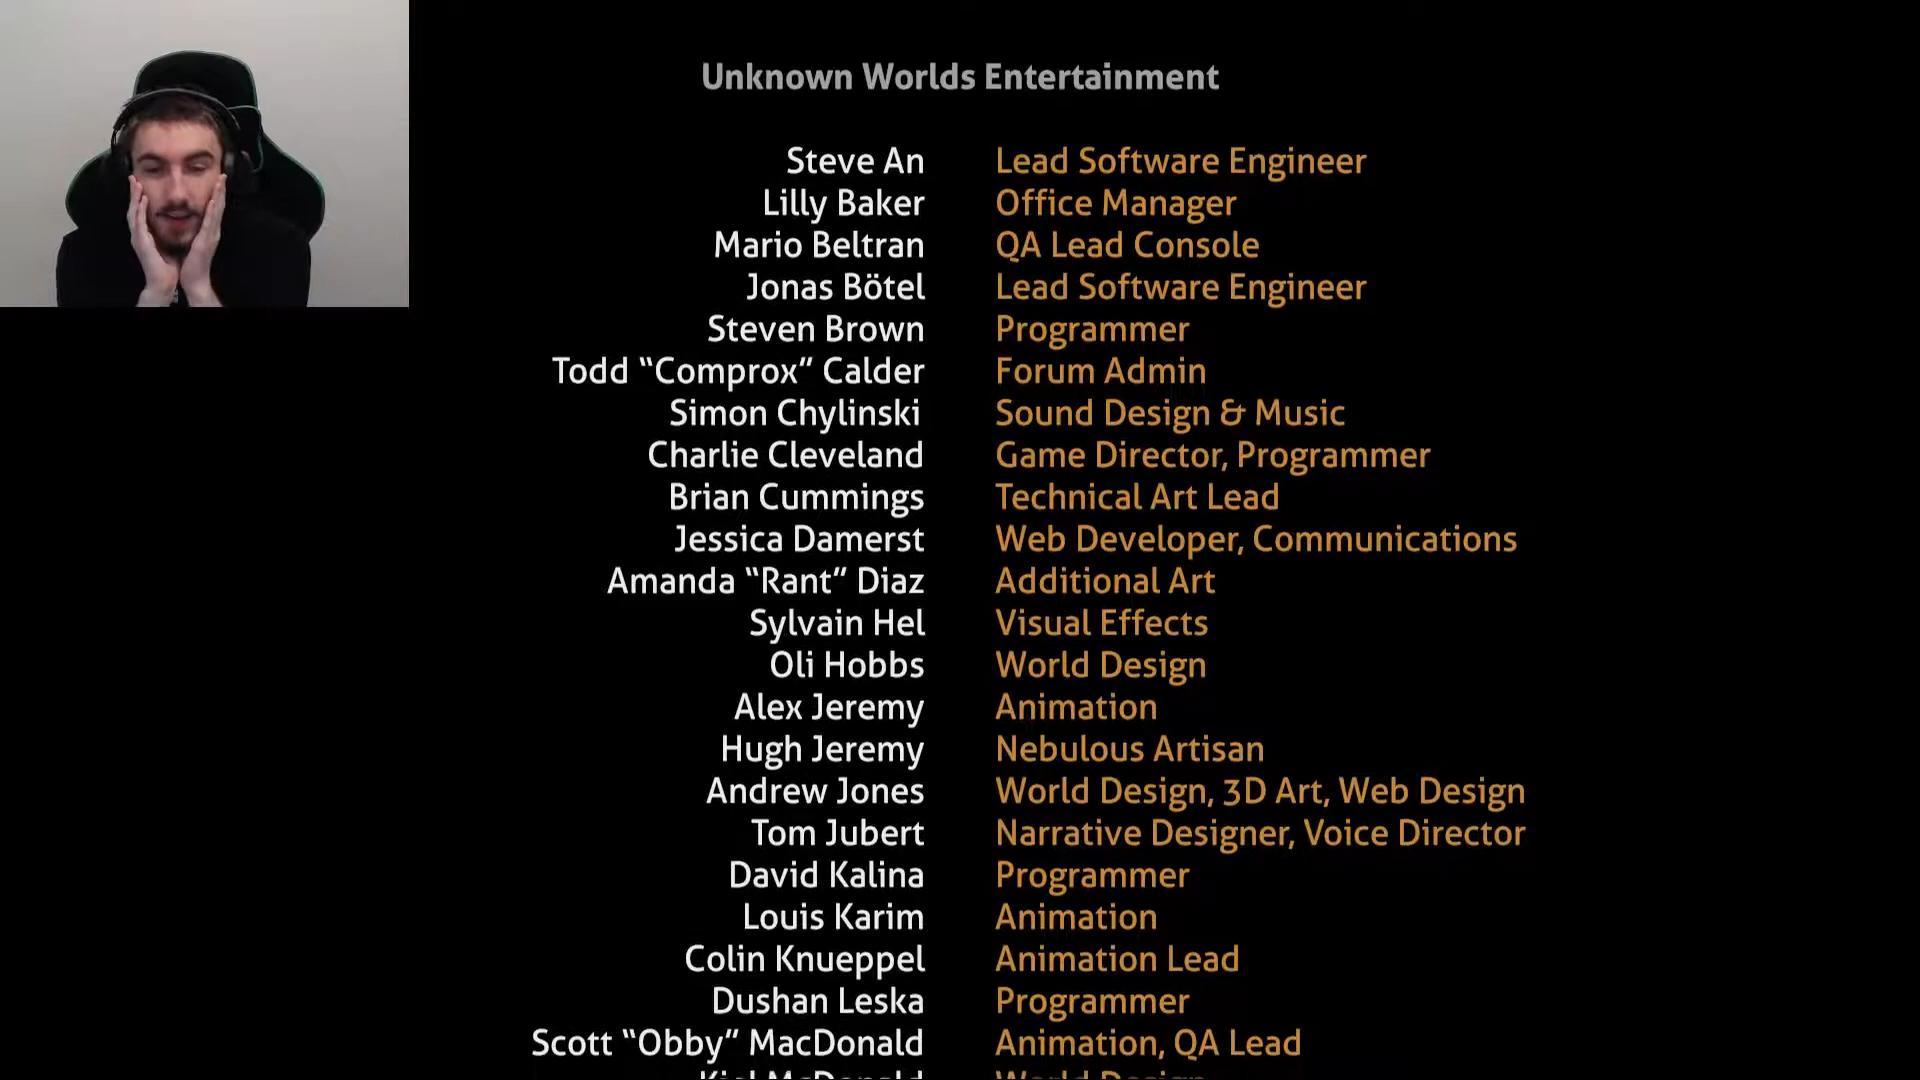 Unknown Worlds Entertainment
Steve An Lead Software Engineer
Lilly Baker Office Manager
Mario Beltran QA Lead Console
Jonas Bötel Lead Software Engineer
Steven Brown Programmer
Todd “Comprox” Calder Forum Admin
Simon Chylinski Sound Design & Music
Charlie Cleveland Game Director, Programmer
Brian Cummings Technical Art Lead
Jessica Damerst Web Developer, Communications
Amanda “Rant” Diaz Additional Art
Sylvain Hel Visual Effects
Oli Hobbs World Design
Alex Jeremy Animation
Hugh Jeremy Nebulous Artisan
Andrew Jones World Design, 3D Art, Web Design
Tom Jubert Narrative Designer, Voice Director
David Kalina Programmer
Louis Karim Animation
Colin Knueppel Animation Lead
Dushan Leska Programmer
Scott “Obby” MacDonald Animation, QA Lead
McDonald World Design